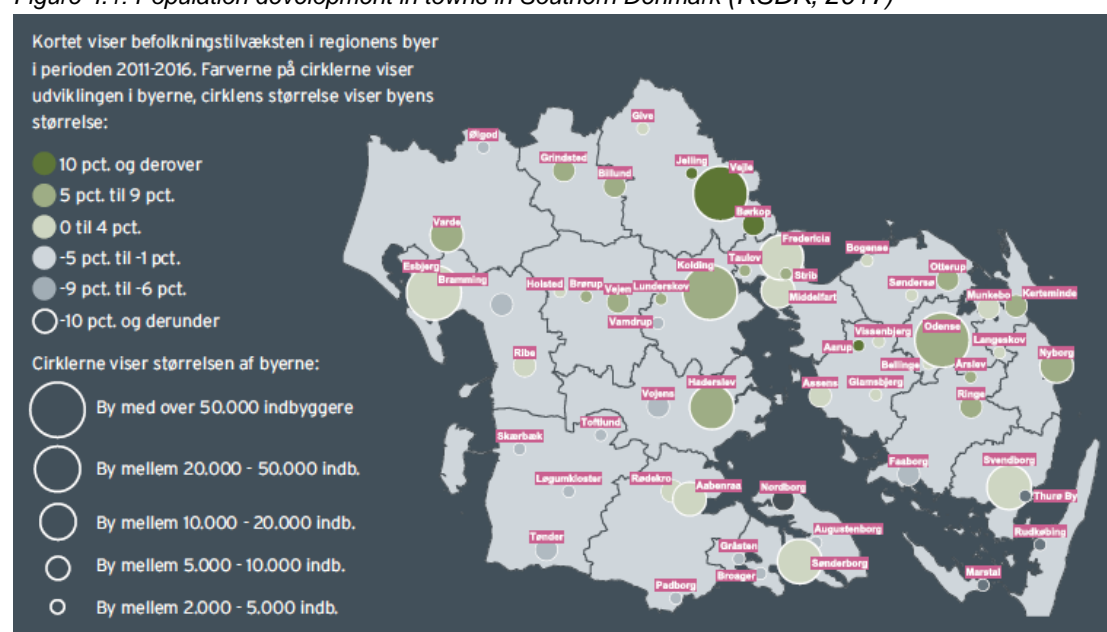 Figure 4.1: Population development in towns in Southern Denmark (RSDK, 2017)
Kortet viser befolkningstilvæksten i regionens byer
i perioden 2011-2016. Farverne på cirklerne viser
udviklingen i byerne, cirklens størrelse viser byens
størrelse:
10 pct. og derover
5 pct. til 9 pct.
0 til 4 pct.
-5 pct. til -1 pct.
-9 pct. til -6 pct.
-10 pct. og derunder
Cirklerne viser størrelsen af byerne:
By med over 50.000 indbyggere
By mellem 20.000 - 50.000 indb.
By mellem 10.000 - 20.000 indb.
By mellem 5.000 - 10.000 indb.
By mellem 2.000 - 5.000 indb.
Give
Ølgod
Grindsted
Billund
Jelling
Vejle
Børkop
Varde
Fredericia
Bogense
Esbjerg
Bramming
Holsted
Brørup
Vejen
Lunderskov
Kolding
Taulov
Strib
Middelfart
Otterup
Søndersø
Munkebo
Kerteminde
Vamdrup
Vissenbjerg
Odense
Aarup
Langeskov
Ribe
Bellinge
Årslev
Nyborg
Vojens
Haderslev
Assens
Glamsbjerg
Ringe
Toftlund
Skærbæk
Løgumkloster
Rødekro
Aabenraa
Nordborg
Faaborg
Svendborg
Thurø By
Tønder
Gråsten
Augustenborg
Rudkøbing
Broager
Sønderborg
Marstal
Padborg